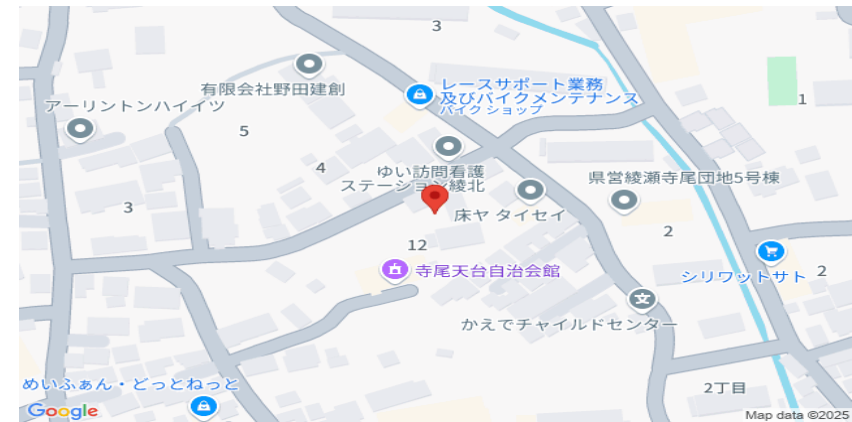 3
有限会社野田建創
レースサポート業務
及びバイクメンテナンス
バイク ショップ
アーリントンハイイツ
1
5
ゆい訪問看護
ステーション綾北
4
県営綾瀬寺尾団地5号棟
3
床ヤ タイセイ
2
12
寺尾天台自治会館
シリワットサト
2
かえでチャイルドセンター
めいふぁん・どっとねっと
2丁目
Google
Map data ©2025